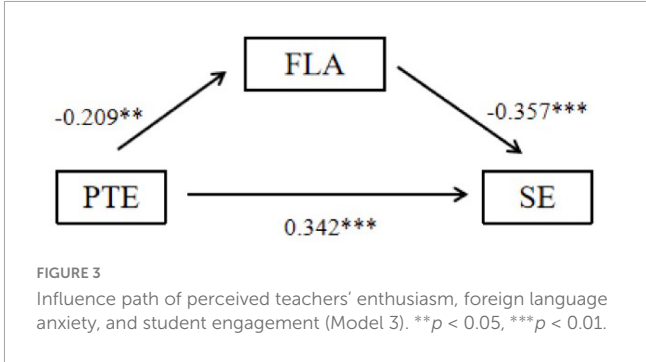 FLA
-0.209**
-0.357***
PTE
SE
0.342***
FIGURE 3
Influence path of perceived teachers’ enthusiasm, foreign language
anxiety, and student engagement (Model 3). **p < 0.05, ***p < 0.01.